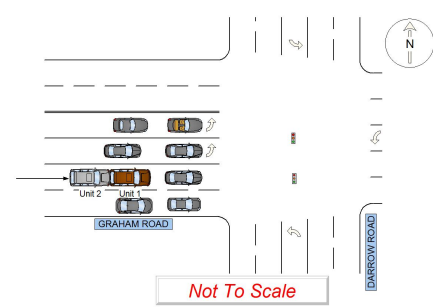 N
Unit 2 Unit 1
GRAHAM ROAD
DARROW ROAD
Not To Scale